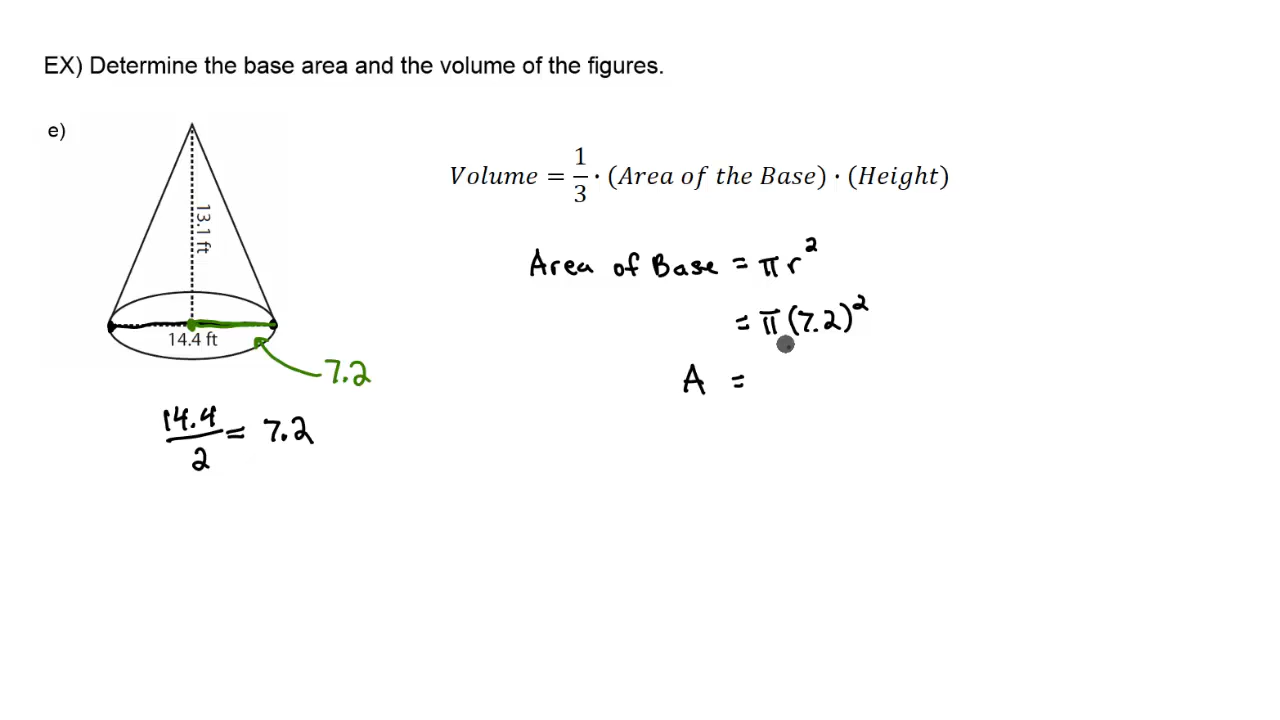 EX) Determine the base area and the volume of the figures.
e)
13.1 ft
14.4 ft
7.2
14.4/2 = 7.2
Volume = 1/3 · (Area of the Base) · (Height)
Area of Base = πr²
= π(7.2)²
A =